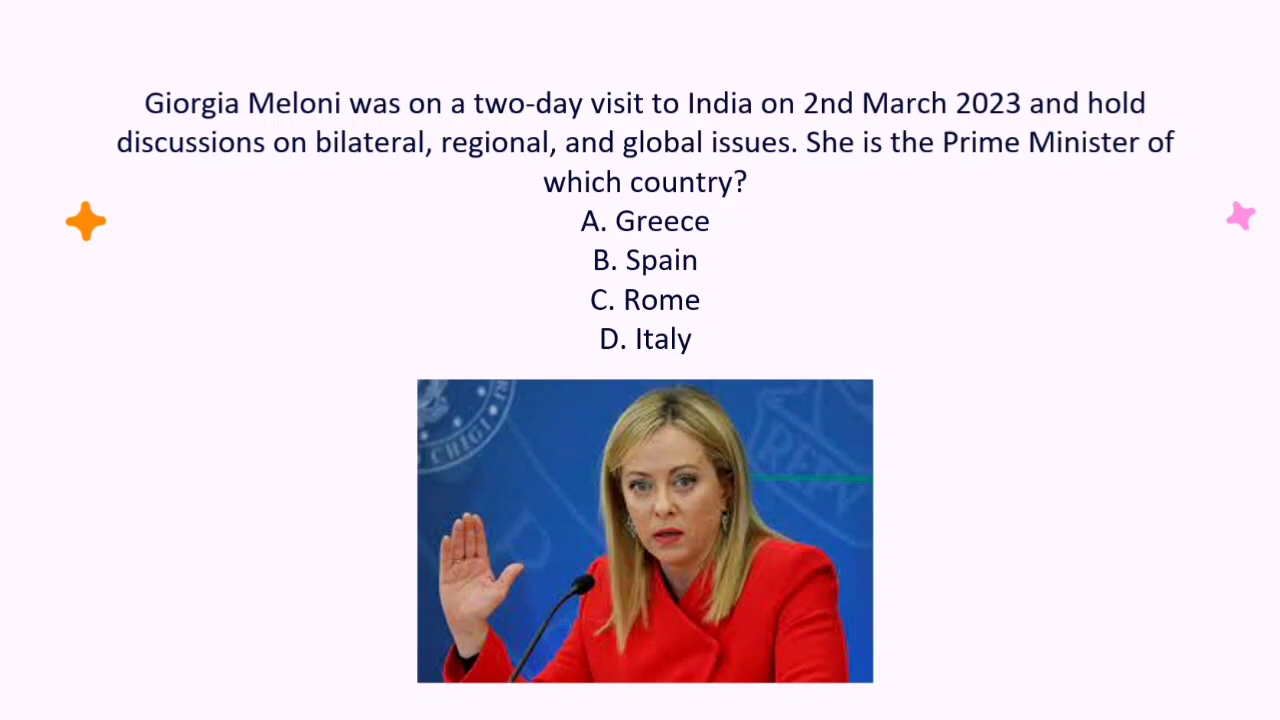 Giorgia Meloni was on a two-day visit to India on 2nd March 2023 and hold
discussions on bilateral, regional, and global issues. She is the Prime Minister of
which country?
A. Greece
B. Spain
C. Rome
D. Italy
CHIGI